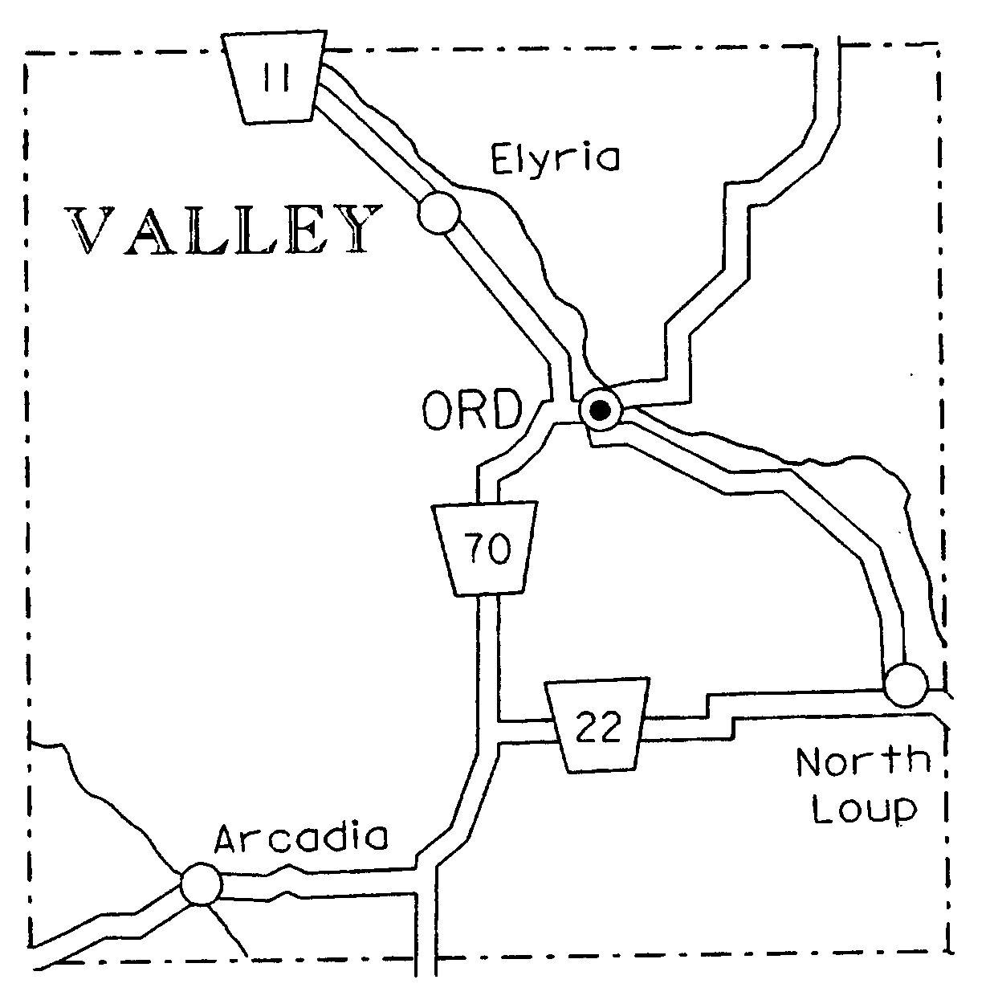 11
Elyria
VALLEY
ORD
70
22
North
Loup
Arcadia